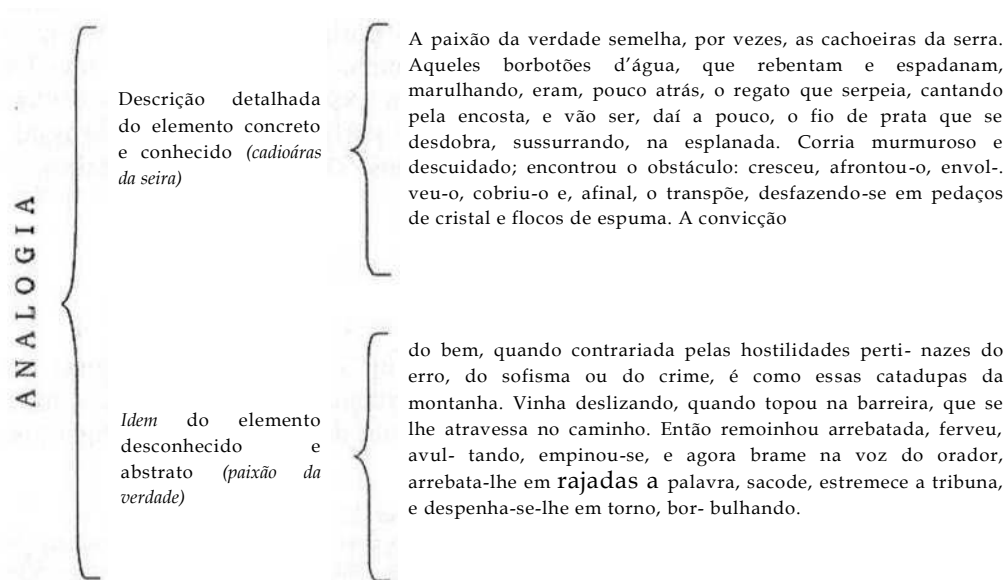 ANALOGIA
Descrição detalhada
do elemento concreto
e conhecido (cadioáras
da seira)
A paixão da verdade semelha, por vezes, as cachoeiras da serra.
Aqueles borbotões d’água, que rebentam e espadanam,
marulhando, eram, pouco atrás, o regato que serpeia, cantando
pela encosta, e vão ser, daí a pouco, o fio de prata que se
desdobra, sussurrando, na esplanada. Corria murmuroso e
descuidado; encontrou o obstáculo: cresceu, afrontou-o, envol-.
veu-o, cobriu-o e, afinal, o transpõe, desfazendo-se em pedaços
de cristal e flocos de espuma. A convicção
Idem do elemento
desconhecido e
abstrato (paixão da
verdade)
do bem, quando contrariada pelas hostilidades perti- nazes do
erro, do sofisma ou do crime, é como essas catadupas da
montanha. Vinha deslizando, quando topou na barreira, que se
lhe atravessa no caminho. Então remoinhou arrebatada, ferveu,
avul- tando, empinou-se, e agora brame na voz do orador,
arrebata-lhe em rajadas a palavra, sacode, estremece a tribuna,
e despenha-se-lhe em torno, bor- bulhando.